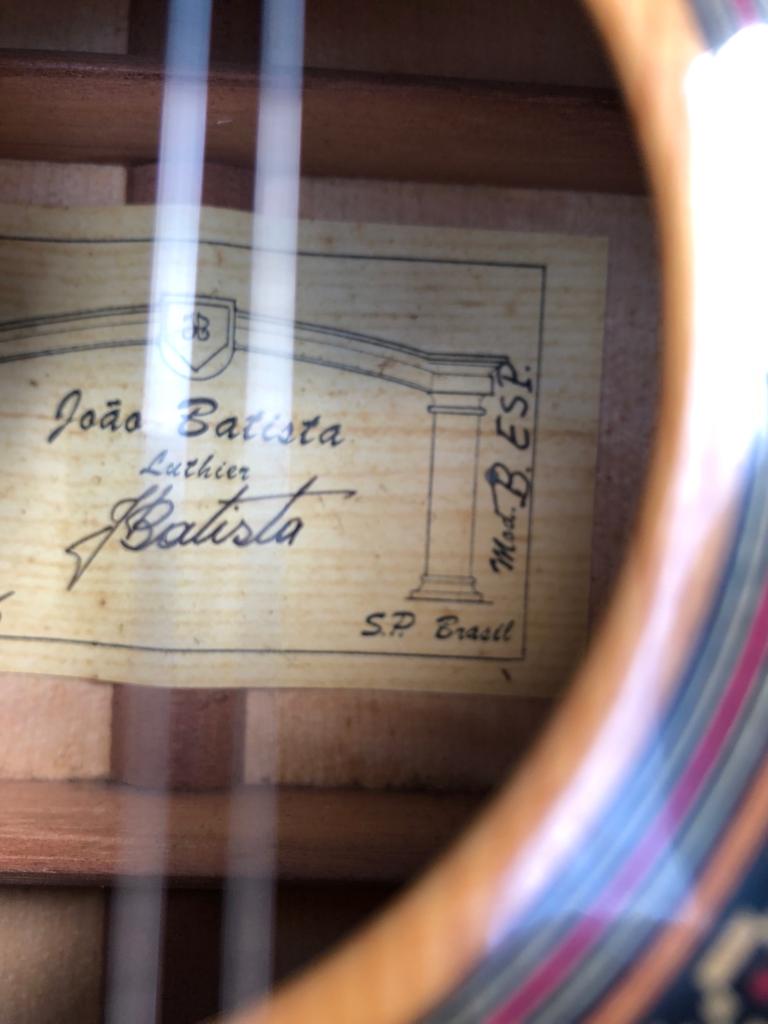 João Batista
Luthier
JBatista
S.P. Brasil
Mod. B. ESP.